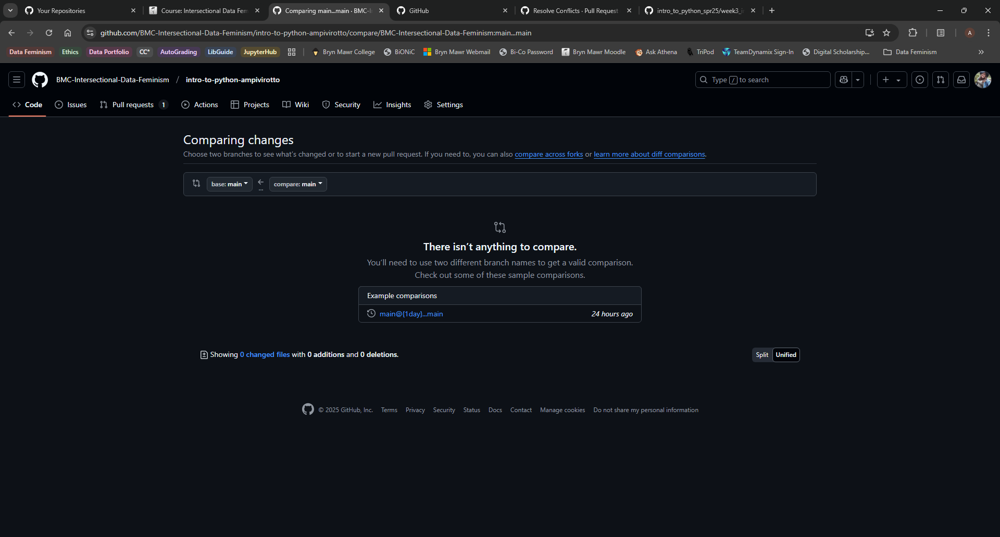 Your Repositories
Course: Intersectional Data Fem
Comparing main...main · BMC-I
GitHub
Resolve Conflicts · Pull Request
intro_to_python_spr25/week3_i
github.com/BMC-Intersectional-Data-Feminism/intro-to-python-ampivirotto/compare/BMC-Intersectional-Data-Feminism:main...main
A
Data Feminism
Ethics
Data Portfolio
CC*
AutoGrading
LibGuide
JupyterHub
Bryn Mawr College
BiONiC
Bryn Mawr Webmail
Bi-Co Password
Bryn Mawr Moodle
Ask Athena
TriPod
TeamDynamix Sign-In
Digital Scholarship...
Data Feminism
BMC-Intersectional-Data-Feminism / intro-to-python-ampivirotto
Type / to search
Code
Issues
Pull requests 1
Actions
Projects
Wiki
Security
Insights
Settings
Comparing changes
Choose two branches to see what's changed or to start a new pull request. If you need to, you can also compare across forks or learn more about diff comparisons.
base: main
...
compare: main
There isn't anything to compare.
You'll need to use two different branch names to get a valid comparison.
Check out some of these sample comparisons.
Example comparisons
main@{1day}...main
24 hours ago
Showing 0 changed files with 0 additions and 0 deletions.
Split
Unified
© 2025 GitHub, Inc.
Terms
Privacy
Security
Status
Docs
Contact
Manage cookies
Do not share my personal information